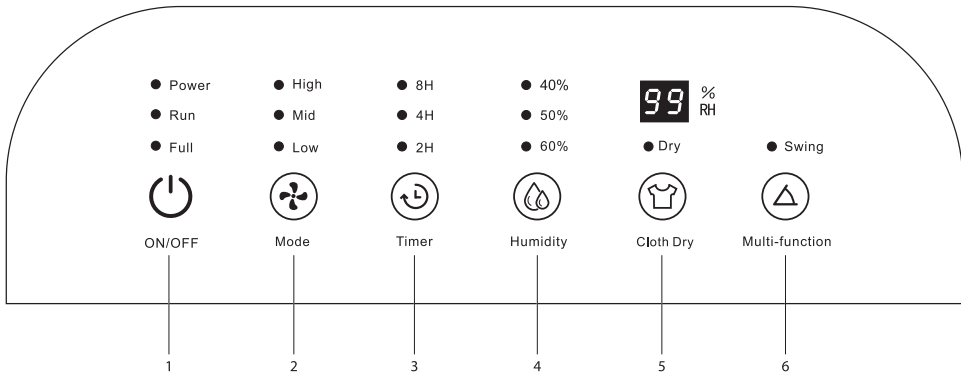 Power High 8H 40% 99 %
RH
Run Mid 4H 50%
Full Low 2H 60% Dry Swing
ON/OFF Mode Timer Humidity Cloth Dry Multi-function
1 2 3 4 5 6